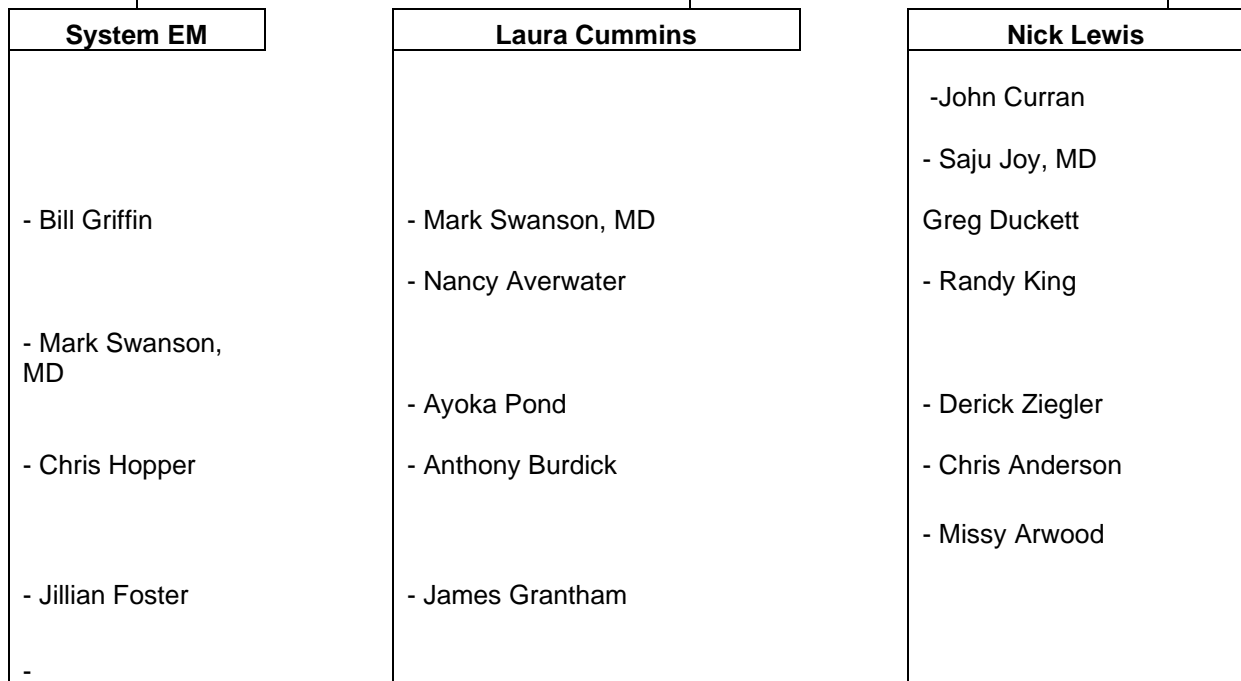 System EM
- Bill Griffin
- Mark Swanson,
MD
- Chris Hopper
- Jillian Foster
-
Laura Cummins
- Mark Swanson, MD
- Nancy Averwater
- Ayoka Pond
- Anthony Burdick
- James Grantham
Nick Lewis
-John Curran
- Saju Joy, MD
Greg Duckett
- Randy King
- Derick Ziegler
- Chris Anderson
- Missy Arwood